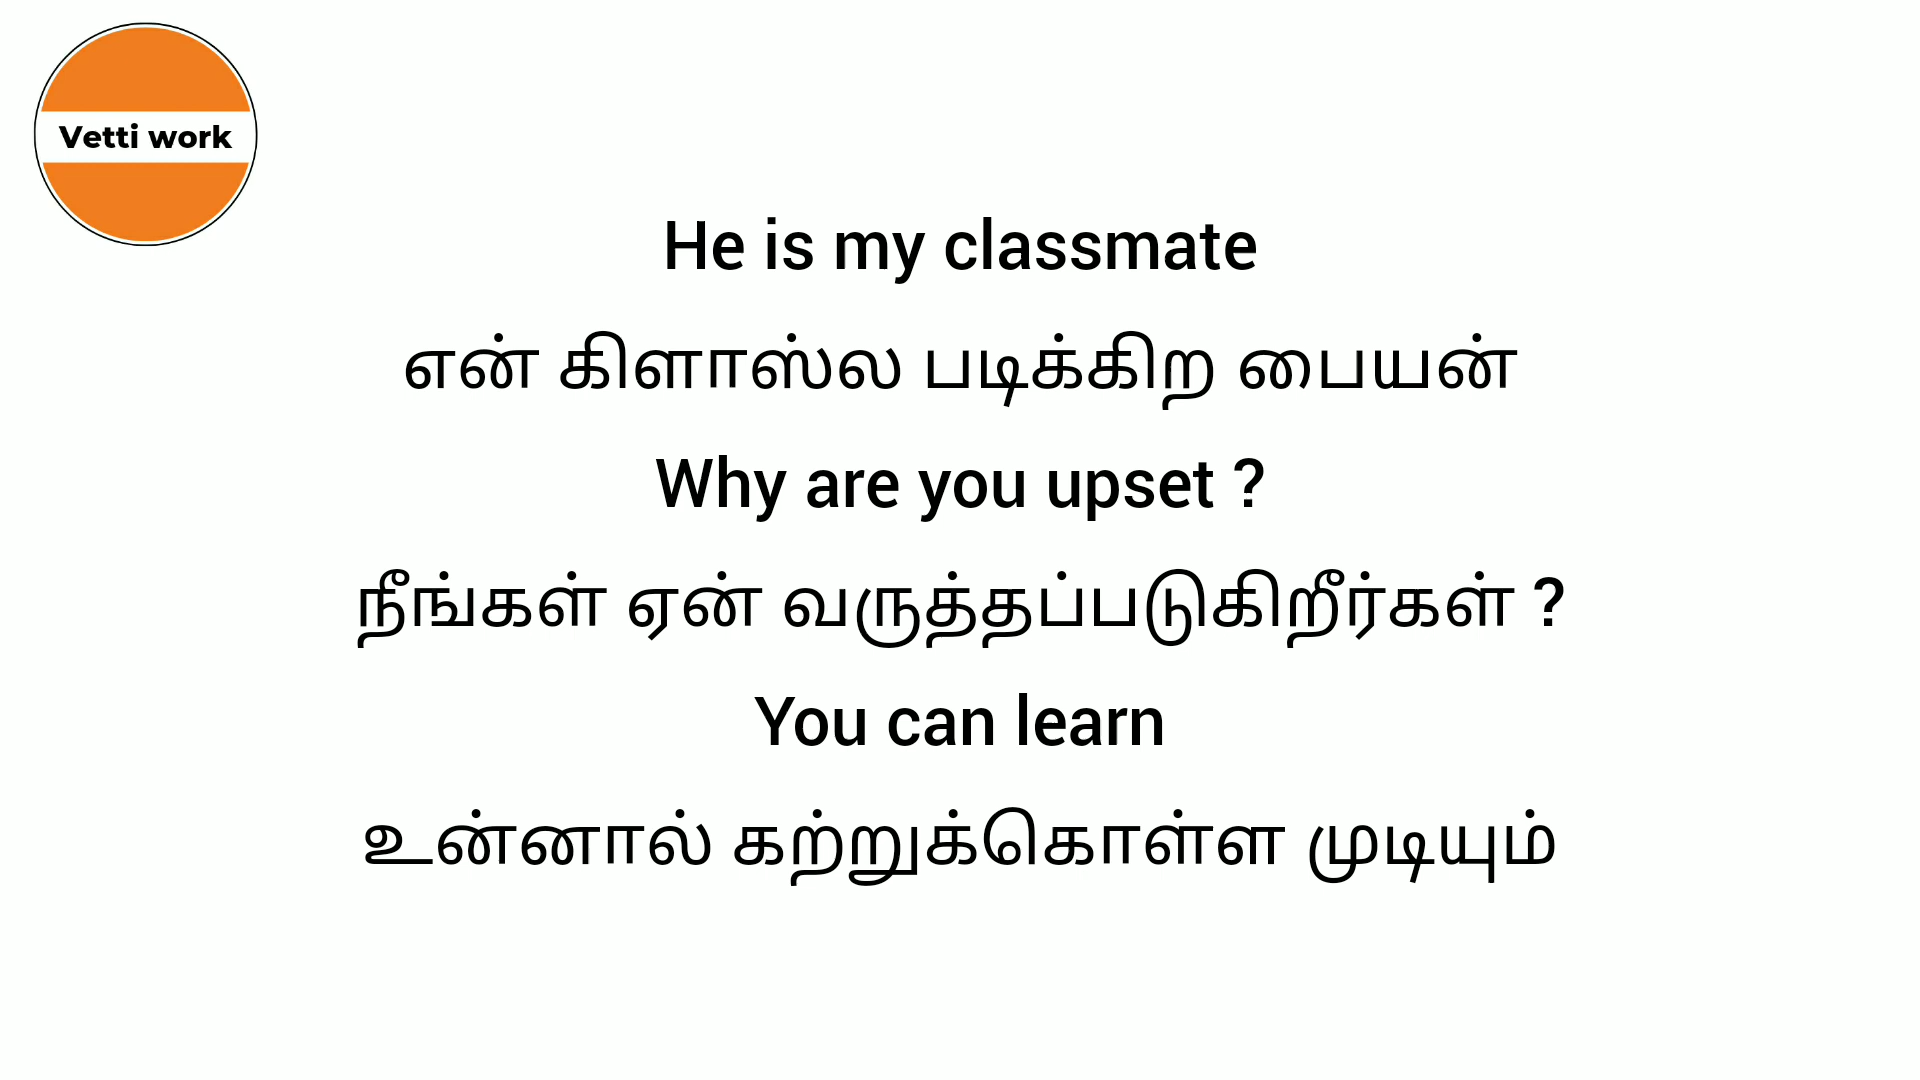 Vetti work
He is my classmate
என் கிளாஸ்ல படிக்கிற பையன்
Why are you upset ?
நீங்கள் ஏன் வருத்தப்படுகிறீர்கள் ?
You can learn
உன்னால் கற்றுக்கொள்ள முடியும்